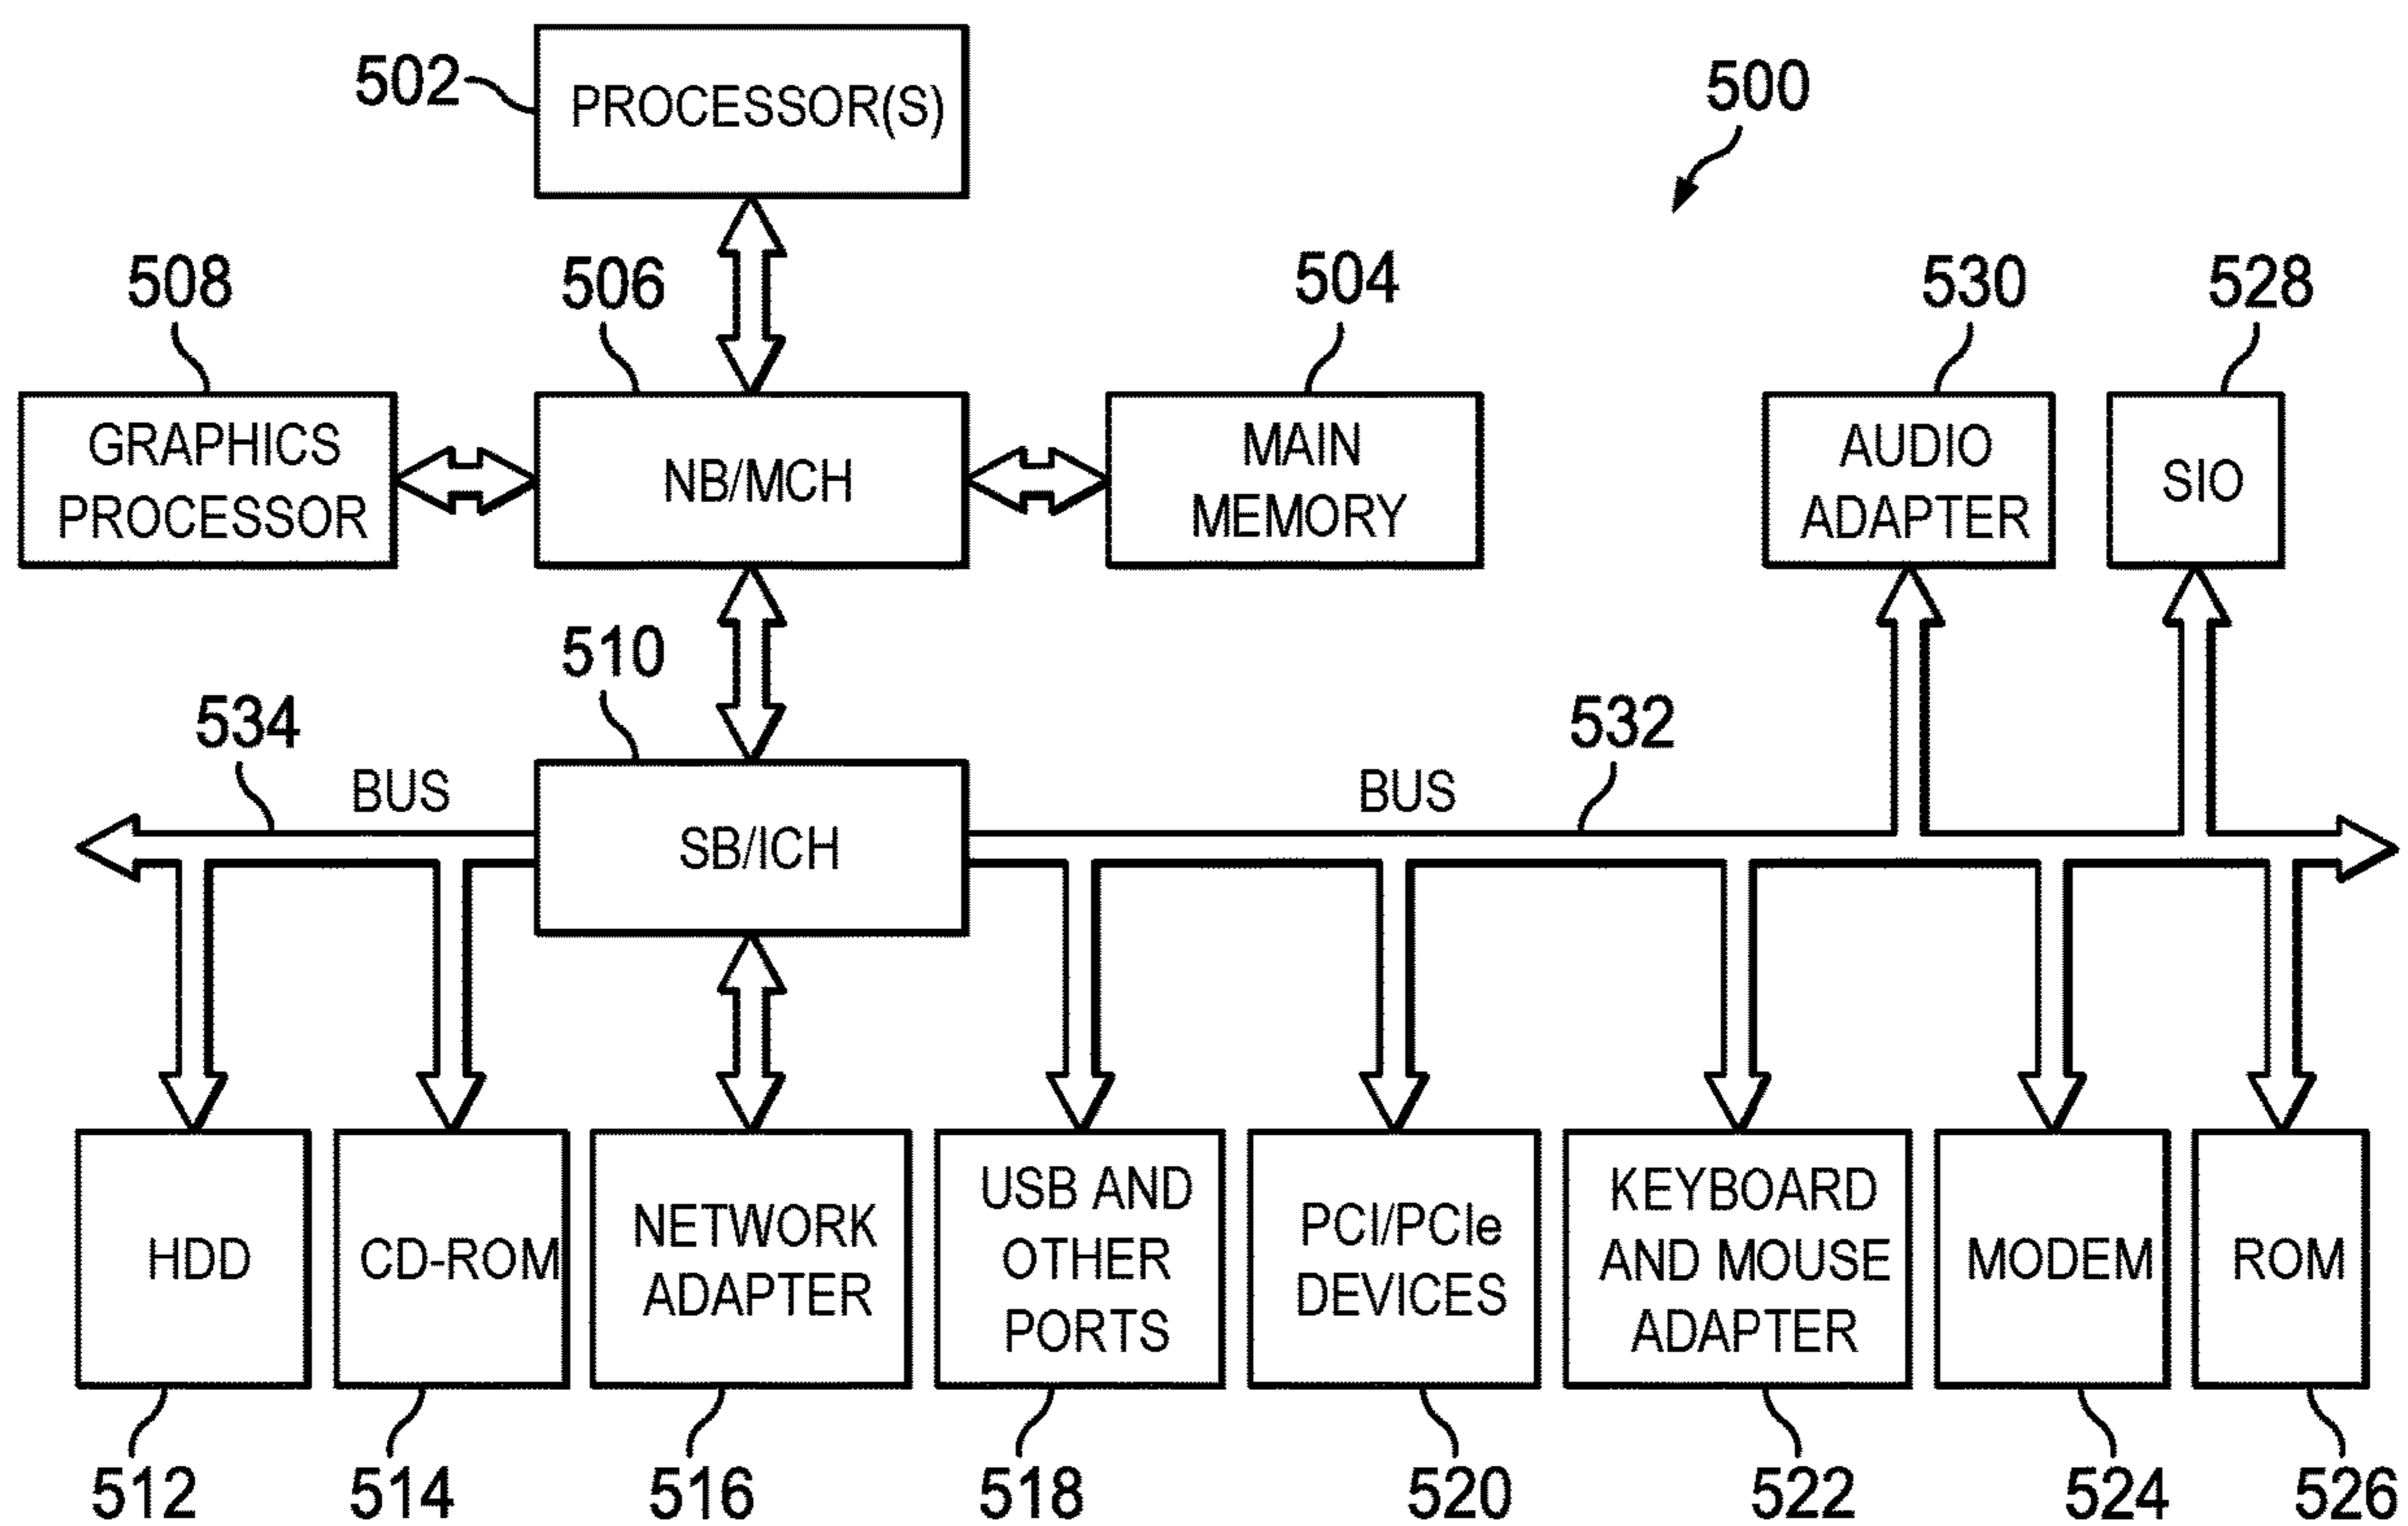 502
PROCESSOR(S)
500
508
506
504
530
528
GRAPHICS
PROCESSOR
NB/MCH
MAIN
MEMORY
AUDIO
ADAPTER
SIO
510
534
BUS
532
BUS
SB/ICH
HDD
CD-ROM
NETWORK
ADAPTER
USB AND
OTHER
PORTS
PCI/PCIe
DEVICES
KEYBOARD
AND MOUSE
ADAPTER
MODEM
ROM
512
514
516
518
520
522
524
526